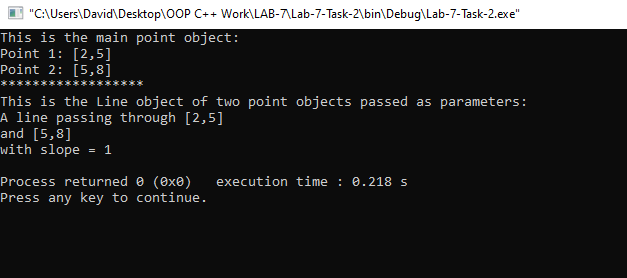 "C:\Users\David\Desktop\OOP C++ Work\LAB-7\Lab-7-Task-2\bin\Debug\Lab-7-Task-2.exe"
This is the main point object:
Point 1: [2,5]
Point 2: [5,8]
******************
This is the Line object of two point objects passed as parameters:
A line passing through [2,5]
and [5,8]
with slope = 1
Process returned 0 (0x0)   execution time : 0.218 s
Press any key to continue.